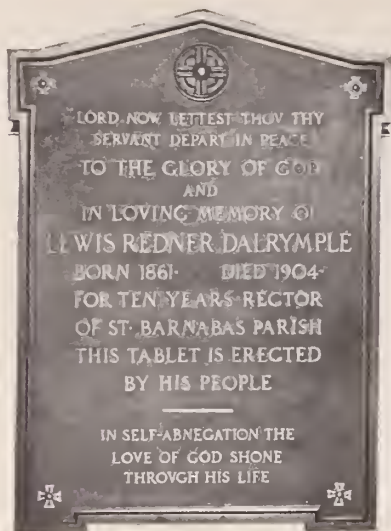 LORD NOW LETTEST THOV THY
SERVANT DEPART IN PEACE
TO THE GLORY OF GOD
AND
IN LOVING MEMORY OF
LEWIS REDNER DALRYMPLE
BORN 1861· DIED 1904·
FOR TEN YEARS RECTOR
OF ST· BARNABAS PARISH
THIS TABLET IS ERECTED
BY HIS PEOPLE
IN SELF-ABNEGATION THE
LOVE OF GOD SHONE
THROVGH HIS LIFE